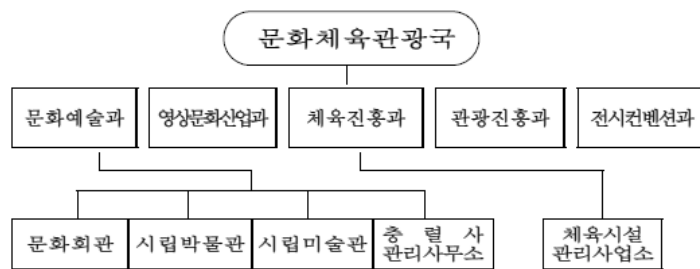 문화체육관광국
문화예술과 영상문화산업과 체육진흥과 관광진흥과 전시컨벤션과
문화회관 시립박물관 시립미술관 충렬사 관리사무소 체육시설 관리사업소